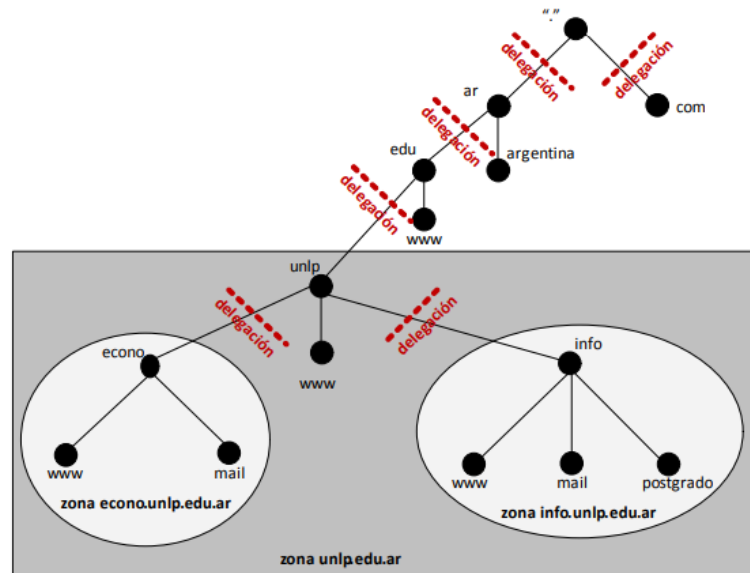 “.”
delegación
delegación
ar
com
delegación
argentina
edu
delegación
www
unlp
delegación
delegación
econo
www
info
www
mail
www
mail
postgrado
zona econo.unlp.edu.ar
zona info.unlp.edu.ar
zona unlp.edu.ar